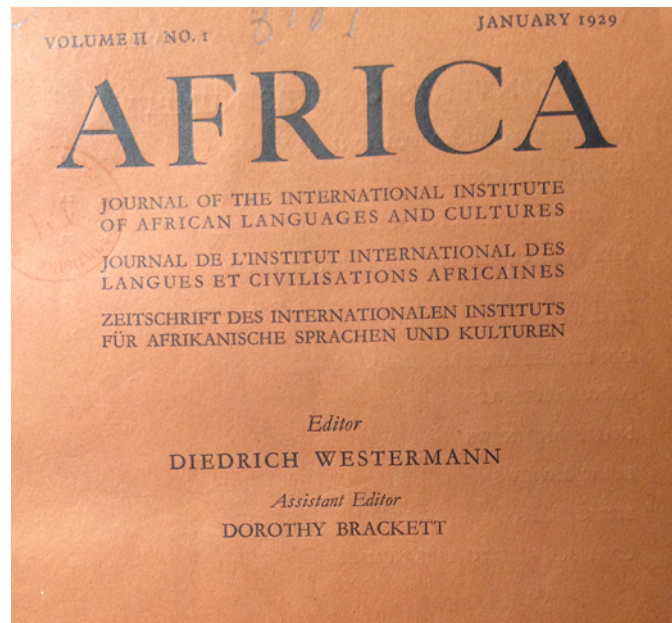 VOLUME II NO. 1
JANUARY 1929
AFRICA
JOURNAL OF THE INTERNATIONAL INSTITUTE
OF AFRICAN LANGUAGES AND CULTURES
JOURNAL DE L'INSTITUT INTERNATIONAL DES
LANGUES ET CIVILISATIONS AFRICAINES
ZEITSCHRIFT DES INTERNATIONALEN INSTITUTS
FÜR AFRIKANISCHE SPRACHEN UND KULTUREN
Editor
DIEDRICH WESTERMANN
Assistant Editor
DOROTHY BRACKETT